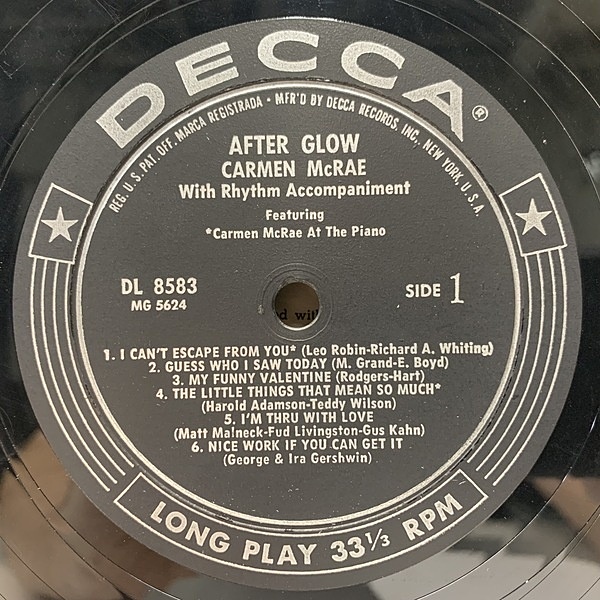 DECCA®
REG. U.S. PAT. OFF. MARCA REGISTRADA • MFR'D BY DECCA RECORDS, INC., NEW YORK, U.S.A.
AFTER GLOW
CARMEN McRAE
With Rhythm Accompaniment
Featuring
*Carmen McRae At The Piano
DL 8583
MG 5624
SIDE 1
1. I CAN'T ESCAPE FROM YOU* (Leo Robin-Richard A. Whiting)
2. GUESS WHO I SAW TODAY (M. Grand-E. Boyd)
3. MY FUNNY VALENTINE (Rodgers-Hart)
4. THE LITTLE THINGS THAT MEAN SO MUCH*
(Harold Adamson-Teddy Wilson)
5. I'M THRU WITH LOVE
(Matt Malneck-Fud Livingston-Gus Kahn)
6. NICE WORK IF YOU CAN GET IT
(George & Ira Gershwin)
LONG PLAY 33⅓ RPM